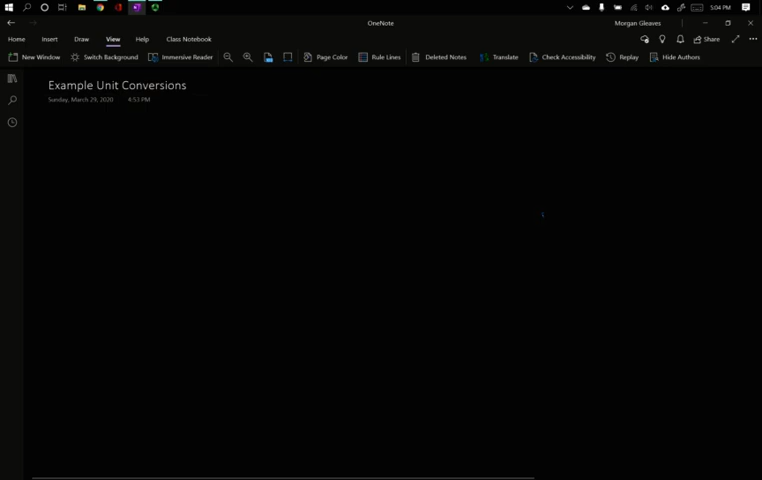 5:04 PM
OneNote
Morgan Gleaves
Home Insert Draw View Help Class Notebook Share
New Window Switch Background Immersive Reader Page Color Rule Lines Deleted Notes Translate Check Accessibility Replay Hide Authors
Example Unit Conversions
Sunday, March 29, 2020 4:53 PM